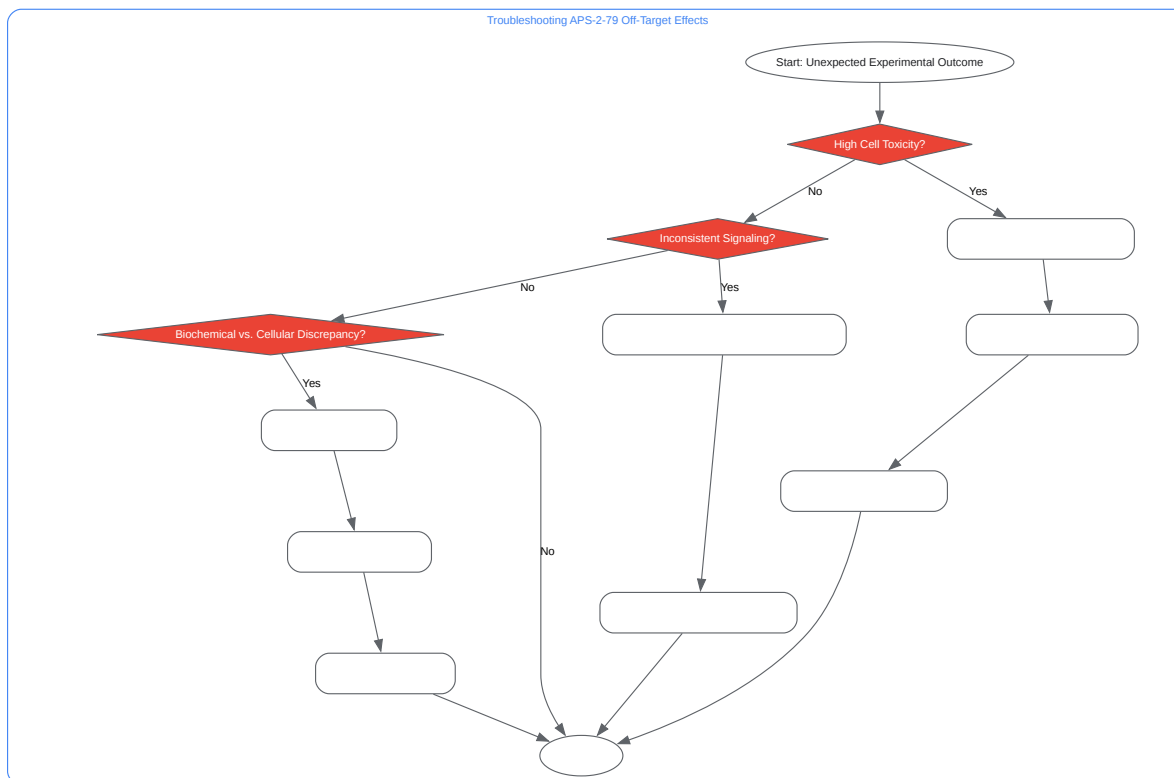 Troubleshooting APS-2-79 Off-Target Effects
Start: Unexpected Experimental Outcome
High Cell Toxicity?
No
Yes
Inconsistent Signaling?
No
Yes
Biochemical vs. Cellular Discrepancy?
Yes
No